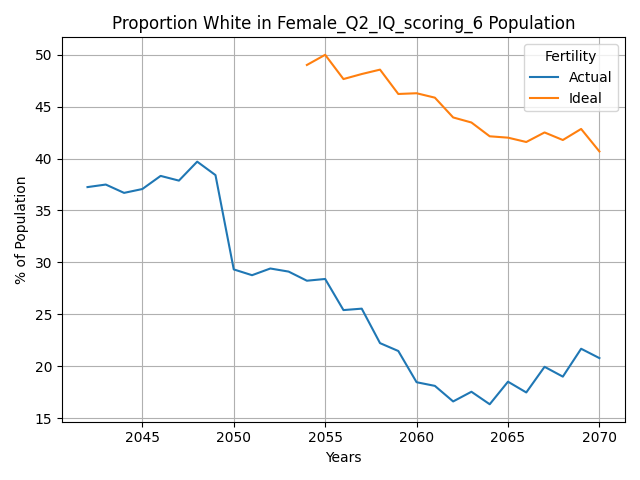 Proportion White in Female_Q2_IQ_scoring_6 Population
Fertility
Actual
Ideal
% of Population
50
45
40
35
30
25
20
15
2045
2050
2055
2060
2065
2070
Years